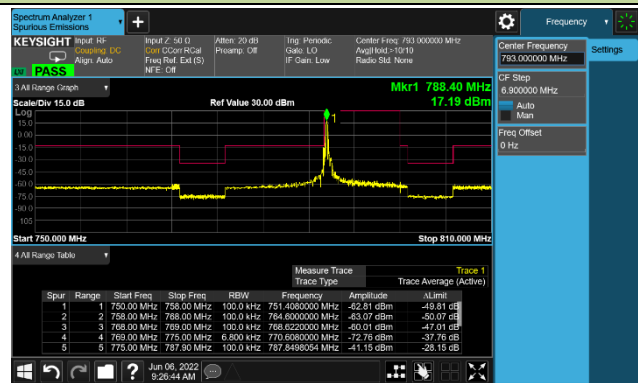 Spectrum Analyzer 1
Spurious Emissions
Frequency
KEYSIGHT
Input: RF
Coupling: DC
Align: Auto
Input Z: 50 Ω
Corr CCorr RCal
Freq Ref: Ext (S)
NFE: Off
Atten: 20 dB
Preamp: Off
Trig: Periodic
Gate: LO
IF Gain: Low
Center Freq: 793.000000 MHz
Avg|Hold:>10/10
Radio Std: None
PASS
Center Frequency
793.000000 MHz
Settings
CF Step
6.900000 MHz
Auto
Man
Freq Offset
0 Hz
3 All Range Graph
Mkr1 788.40 MHz
17.19 dBm
Scale/Div 15.0 dB
Ref Value 30.00 dBm
Log
15.0
0.00
-15.0
-30.0
-45.0
-60.0
-75.0
-90.0
-105
1
Start 750.000 MHz
Stop 810.000 MHz
4 All Range Table
Measure Trace Trace 1
Trace Type Trace Average (Active)
Spur Range Start Freq Stop Freq RBW Frequency Amplitude ΔLimit
1 1 750.00 MHz 758.00 MHz 100.0 kHz 751.4080000 MHz -62.81 dBm -49.81 dB
2 2 758.00 MHz 768.00 MHz 100.0 kHz 764.6000000 MHz -63.07 dBm -50.07 dB
3 3 768.00 MHz 769.00 MHz 100.0 kHz 768.6220000 MHz -60.01 dBm -47.01 dB
4 4 769.00 MHz 775.00 MHz 6.800 kHz 770.6080000 MHz -72.76 dBm -37.76 dB
5 5 775.00 MHz 787.90 MHz 100.0 kHz 787.8498054 MHz -41.15 dBm -28.15 dB
?
Jun 06, 2022
9:26:44 AM